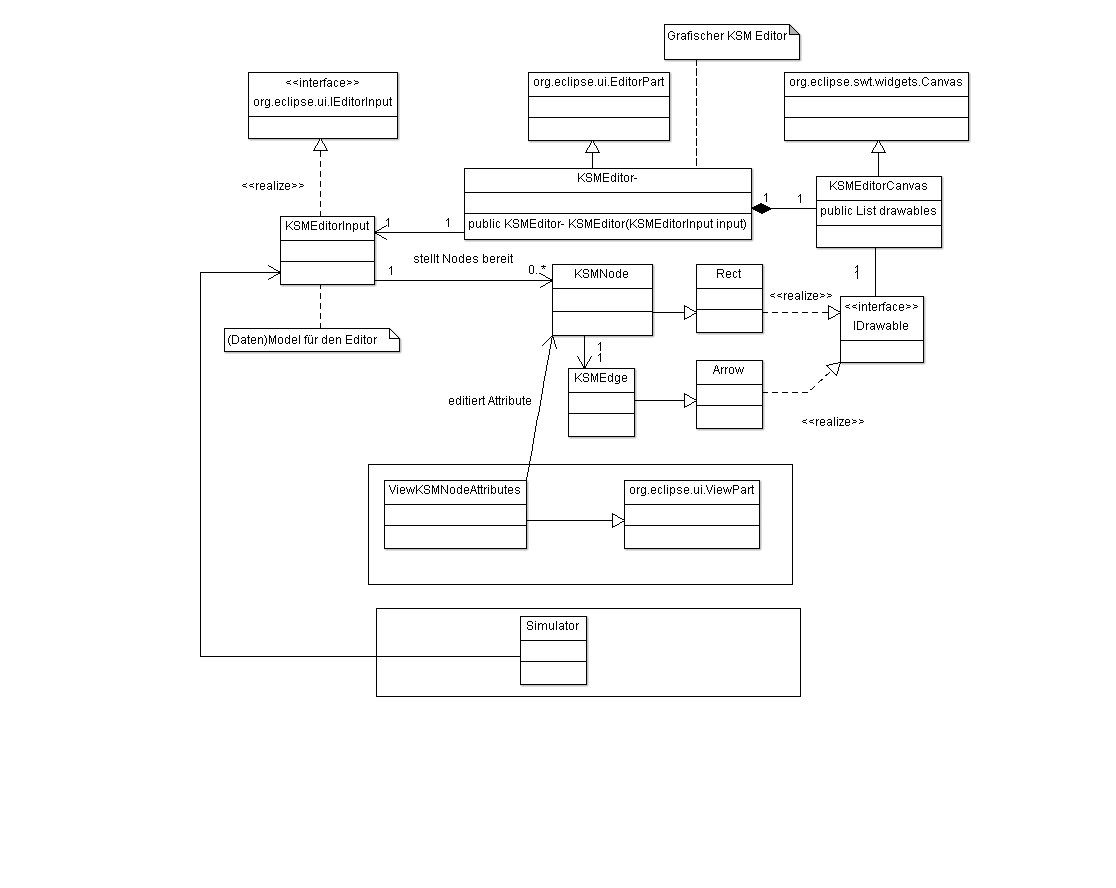 Grafischer KSM Editor
<<interface>>
org.eclipse.ui.IEditorInput
org.eclipse.ui.EditorPart
org.eclipse.swt.widgets.Canvas
<<realize>>
KSMEditor-
public KSMEditor- KSMEditor(KSMEditorInput input)
1
1
KSMEditorCanvas
public List drawables
KSMEditorInput
1
1
stellt Nodes bereit
1
0..*
KSMNode
Rect
<<realize>>
1
1
<<interface>>
IDrawable
(Daten)Model für den Editor
1
1
KSMEdge
Arrow
<<realize>>
editiert Attribute
ViewKSMNodeAttributes
org.eclipse.ui.ViewPart
Simulator